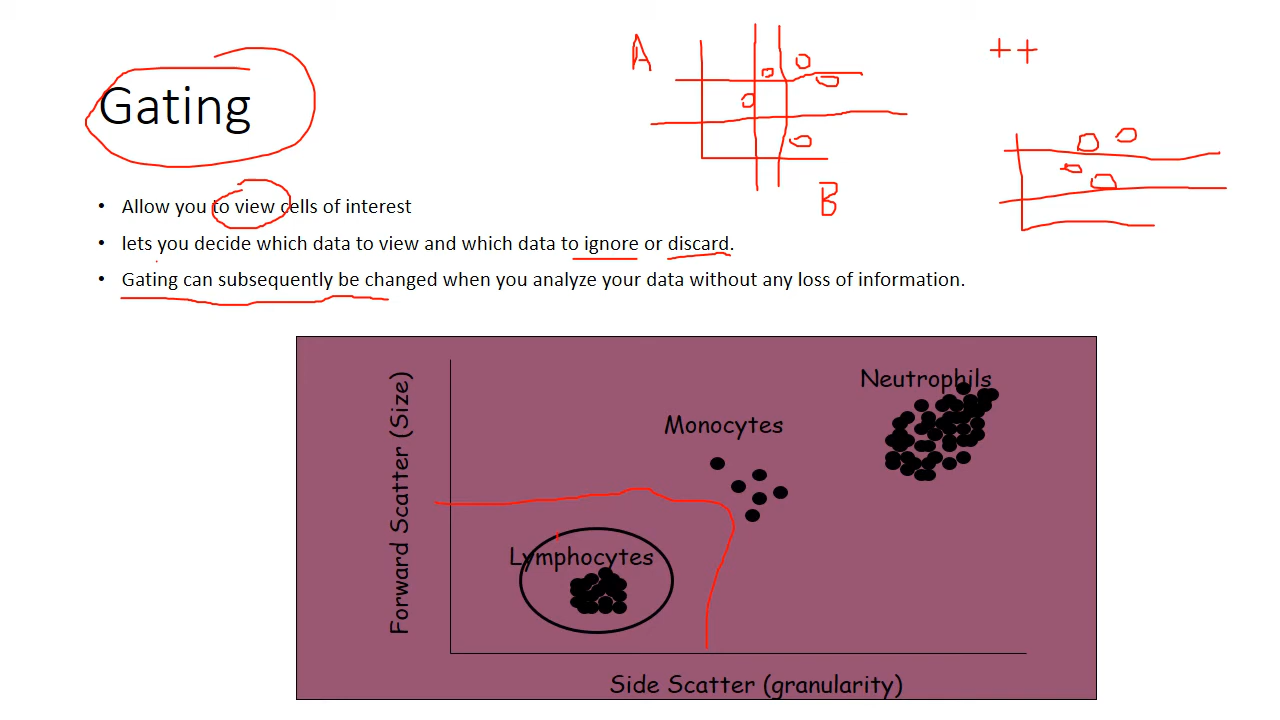 Gating
A
B
++
• Allow you to view cells of interest
• lets you decide which data to view and which data to ignore or discard.
• Gating can subsequently be changed when you analyze your data without any loss of information.
Neutrophils
Monocytes
Lymphocytes
Forward Scatter (Size)
Side Scatter (granularity)